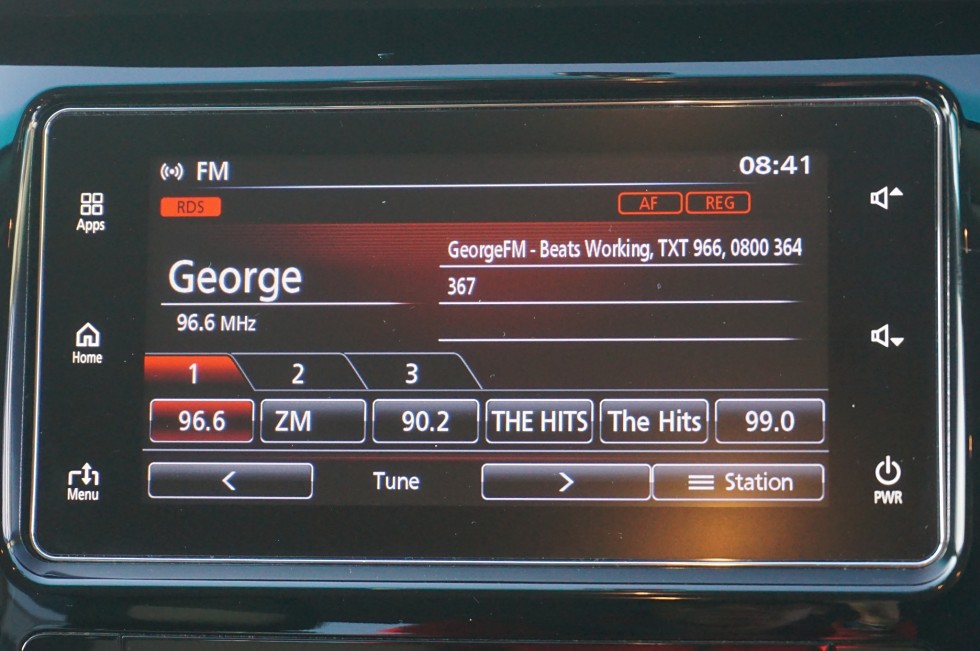 FM 08:41
RDS AF REG
Apps
George
GeorgeFM - Beats Working, TXT 966, 0800 364
367
96.6 MHz
Home
1 2 3
96.6 ZM 90.2 THE HITS The Hits 99.0
< Tune > Station
Menu
PWR